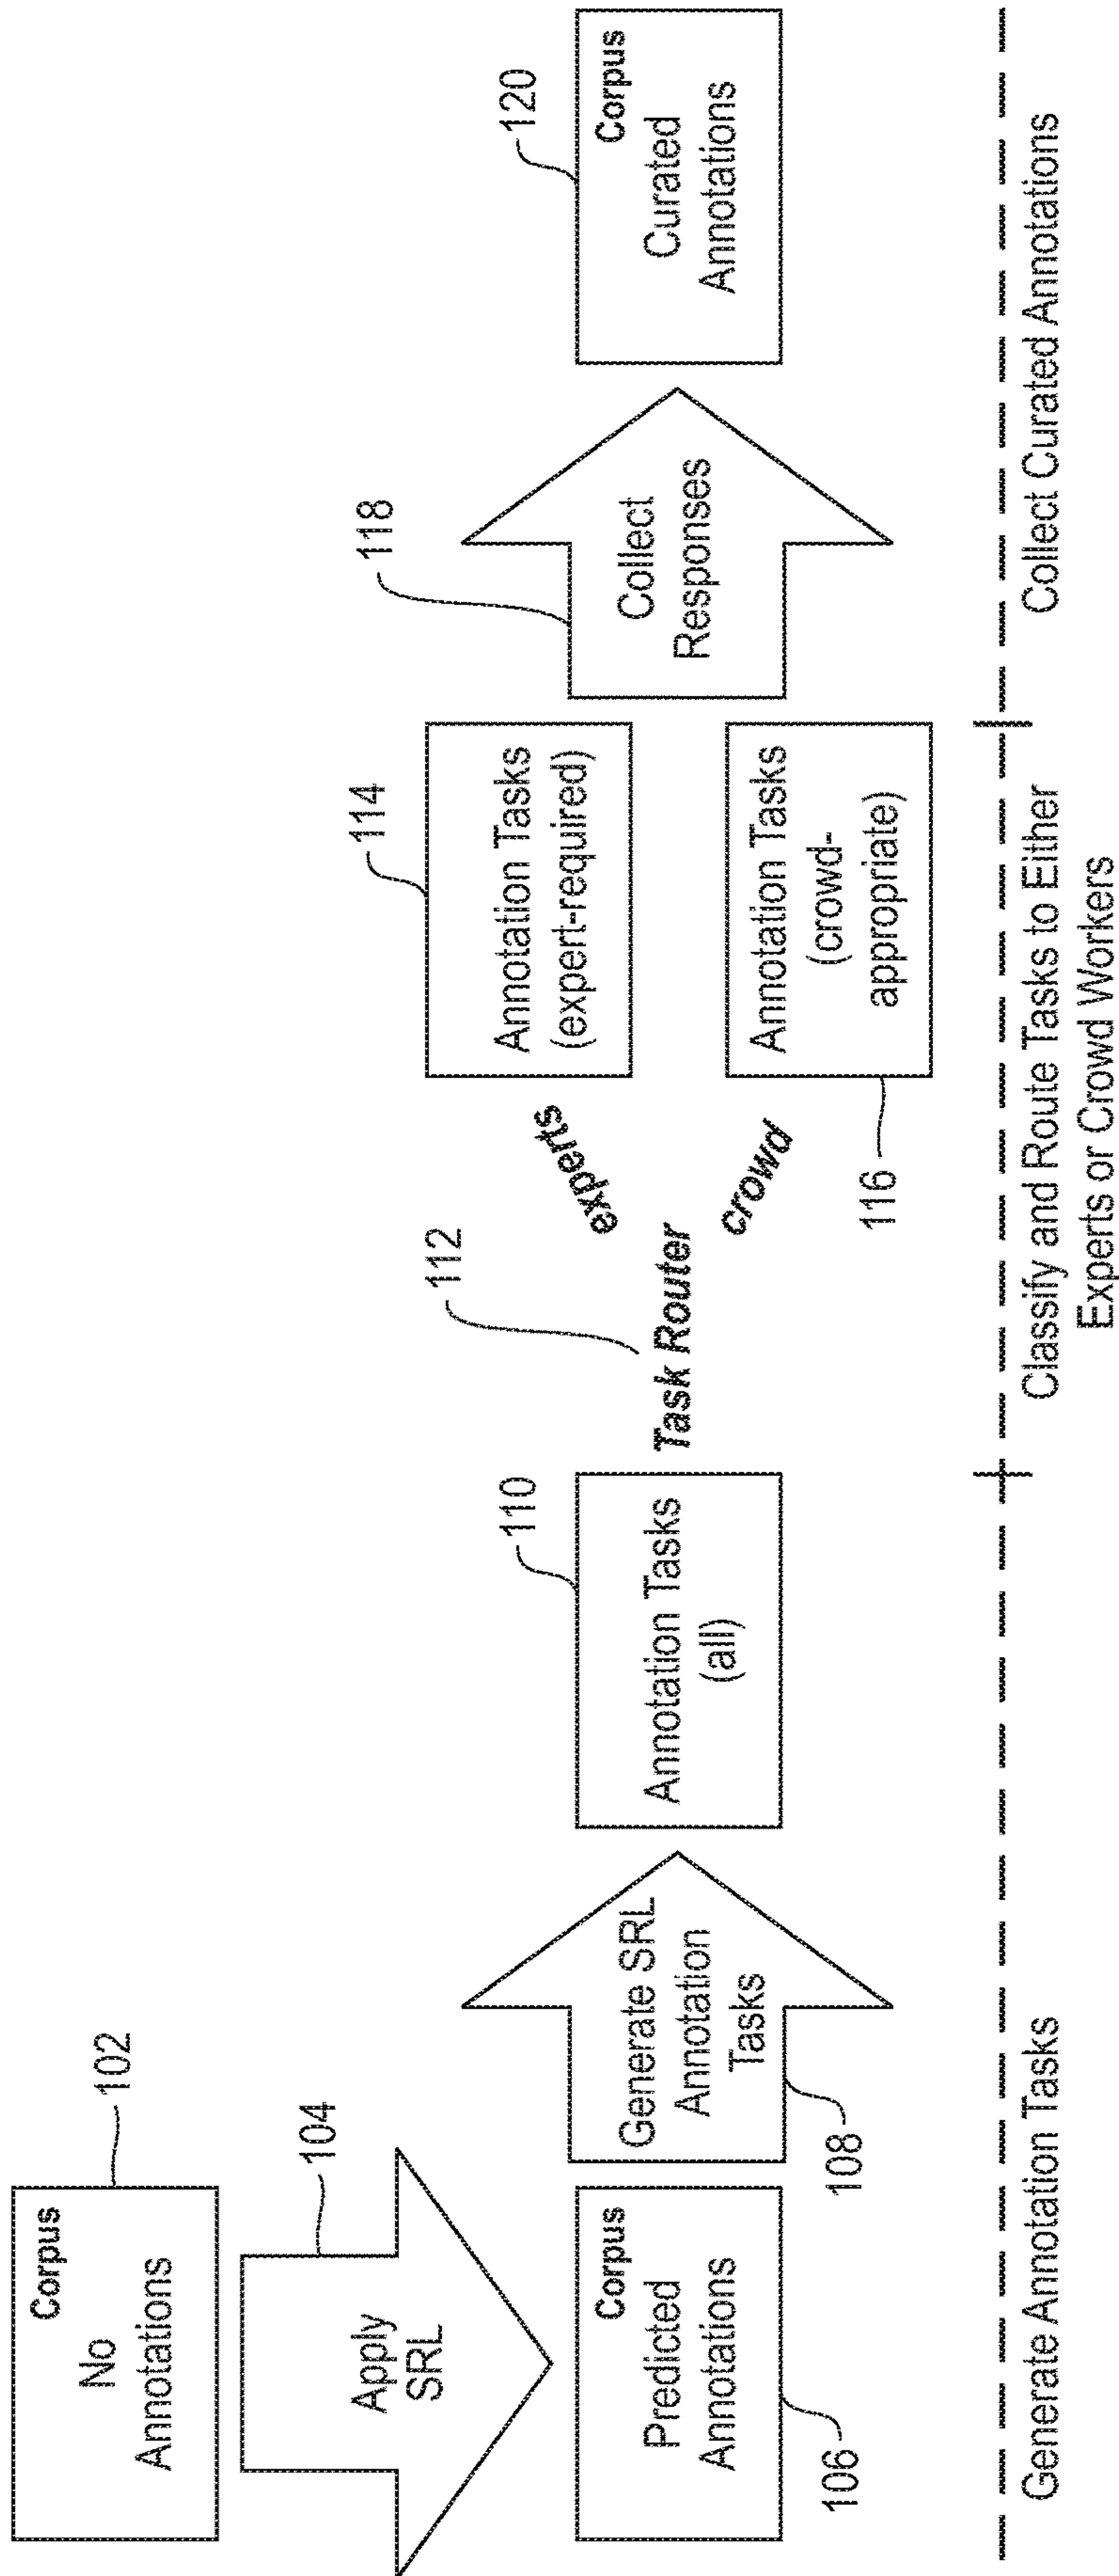 Corpus
No
Annotations
102
Apply
SRL
104
Corpus
Predicted
Annotations
106
Generate SRL
Annotation
Tasks
108
Annotation Tasks
(all)
110
Task Router
112
experts
crowd
Annotation Tasks
(expert-required)
114
Annotation Tasks
(crowd-
appropriate)
116
Collect
Responses
118
Corpus
Curated
Annotations
120
Generate Annotation Tasks
Classify and Route Tasks to Either
Experts or Crowd Workers
Collect Curated Annotations